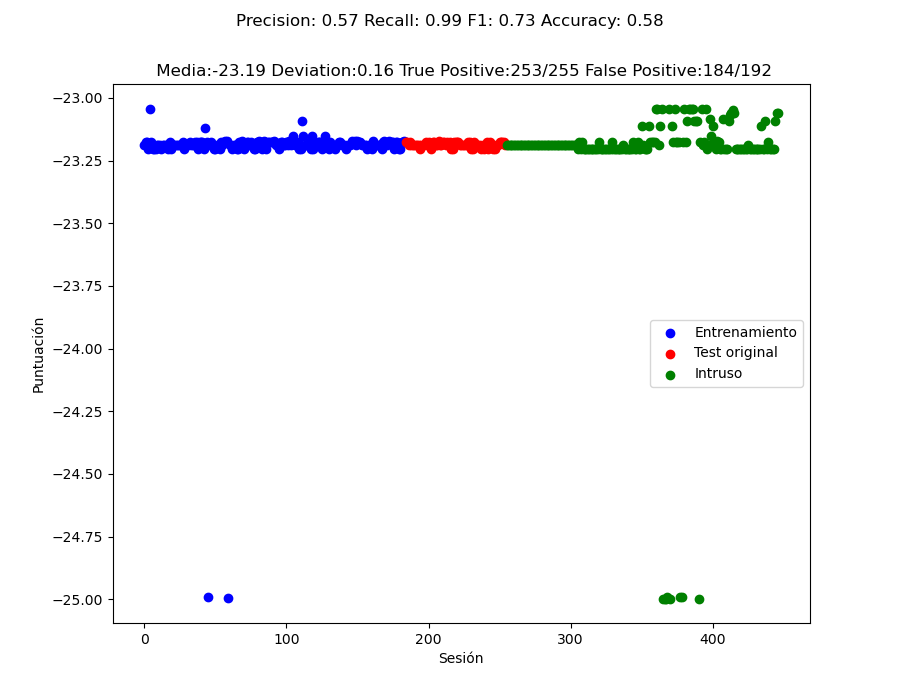 Precision: 0.57 Recall: 0.99 F1: 0.73 Accuracy: 0.58
Media:-23.19 Deviation:0.16 True Positive:253/255 False Positive:184/192
−23.00
−23.25
−23.50
−23.75
−24.00
−24.25
−24.50
−24.75
−25.00
Puntuación
Entrenamiento
Test original
Intruso
0 100 200 300 400
Sesión